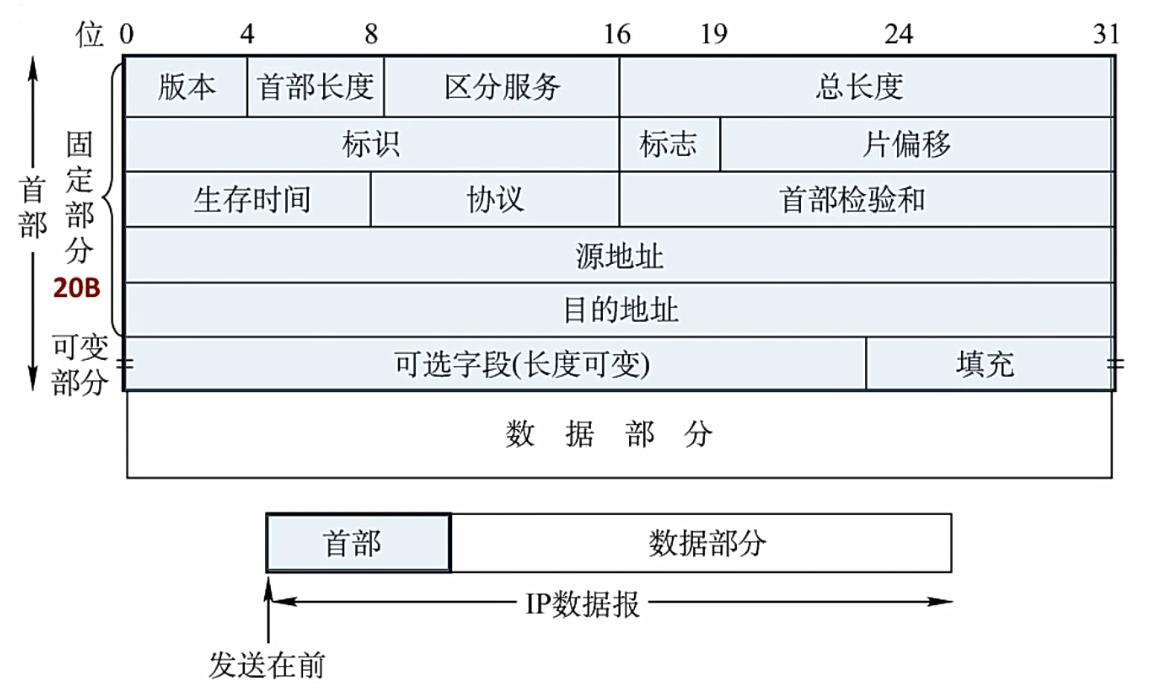 位 0 4 8 16 19 24 31
版本 首部长度 区分服务 总长度
标识 标志 片偏移
生存时间 协议 首部检验和
源地址
目的地址
可选字段(长度可变) 填充
首部
固定部分
20B
可变
部分
数据部分
首部 数据部分
IP数据报
发送在前